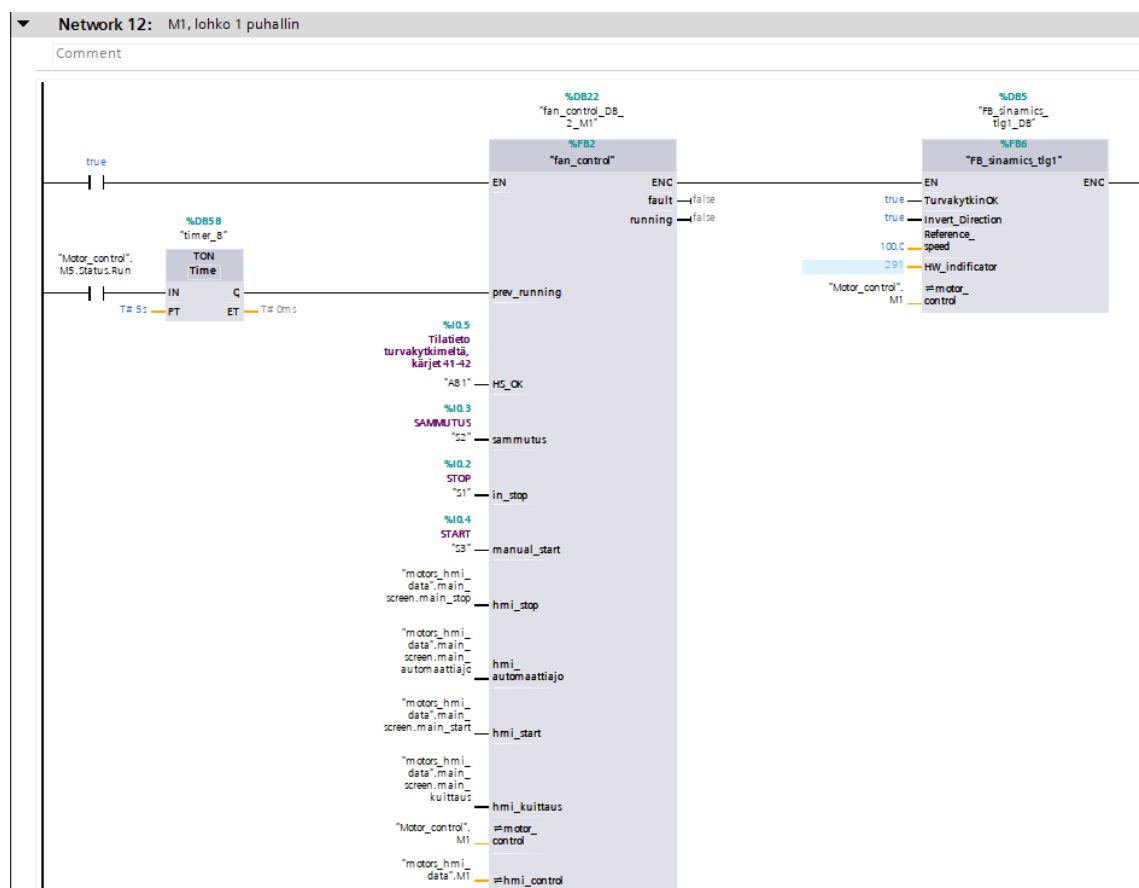 Network 12: M1, lohko 1 puhallin
Comment
%DB22
"fan_control_DB_
2_M1"
%FB2
"fan_control"
true
EN
ENO
fault
false
running
false
%DB58
"timer_8"
TON
Time
"Motor_control".
M5.Status.Run
IN
Q
T# 5s
PT
ET
T# 0ms
prev_running
%I0.5
Tilatieto
turvakytkimeltä,
kärjet 41-42
"AB1"
HS_OK
%I0.3
SAMMUTUS
"S2"
sammutus
%I0.2
STOP
"S1"
in_stop
%I0.4
START
"S3"
manual_start
"motors_hmi_
data".main_
screen.main_stop
hmi_stop
"motors_hmi_
data".main_
screen.main_
automaattiajo
hmi_
automaattiajo
"motors_hmi_
data".main_
screen.main_start
hmi_start
"motors_hmi_
data".main_
screen.main_
kuittaus
hmi_kuittaus
"Motor_control".
M1
motor_
control
"motors_hmi_
data".M1
hmi_control
%DB5
"FB_sinamics_
tlg1_DB"
%FB6
"FB_sinamics_tlg1"
EN
ENO
true
TurvakytkinOK
true
Invert_Direction
100.0
Reference_
speed
291
HW_indificator
"Motor_control".
M1
motor_
control